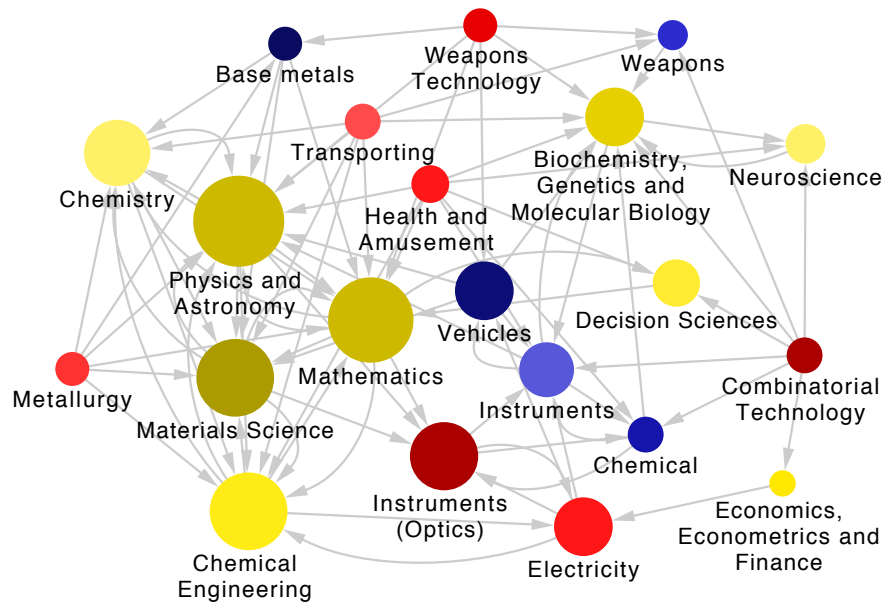 Base metals
Weapons
Technology
Weapons
Chemistry
Transporting
Biochemistry,
Genetics and
Molecular Biology
Neuroscience
Health and
Amusement
Physics and
Astronomy
Mathematics
Vehicles
Decision Sciences
Metallurgy
Materials Science
Instruments
Combinatorial
Technology
Instruments
(Optics)
Chemical
Chemical
Engineering
Electricity
Economics,
Econometrics and
Finance